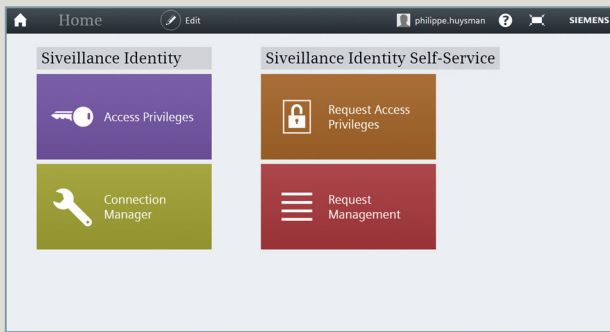 Home
Edit
philippe.huysman
?
SIEMENS
Siveillance Identity
Siveillance Identity Self-Service
Access Privileges
Request Access
Privileges
Connection
Manager
Request
Management